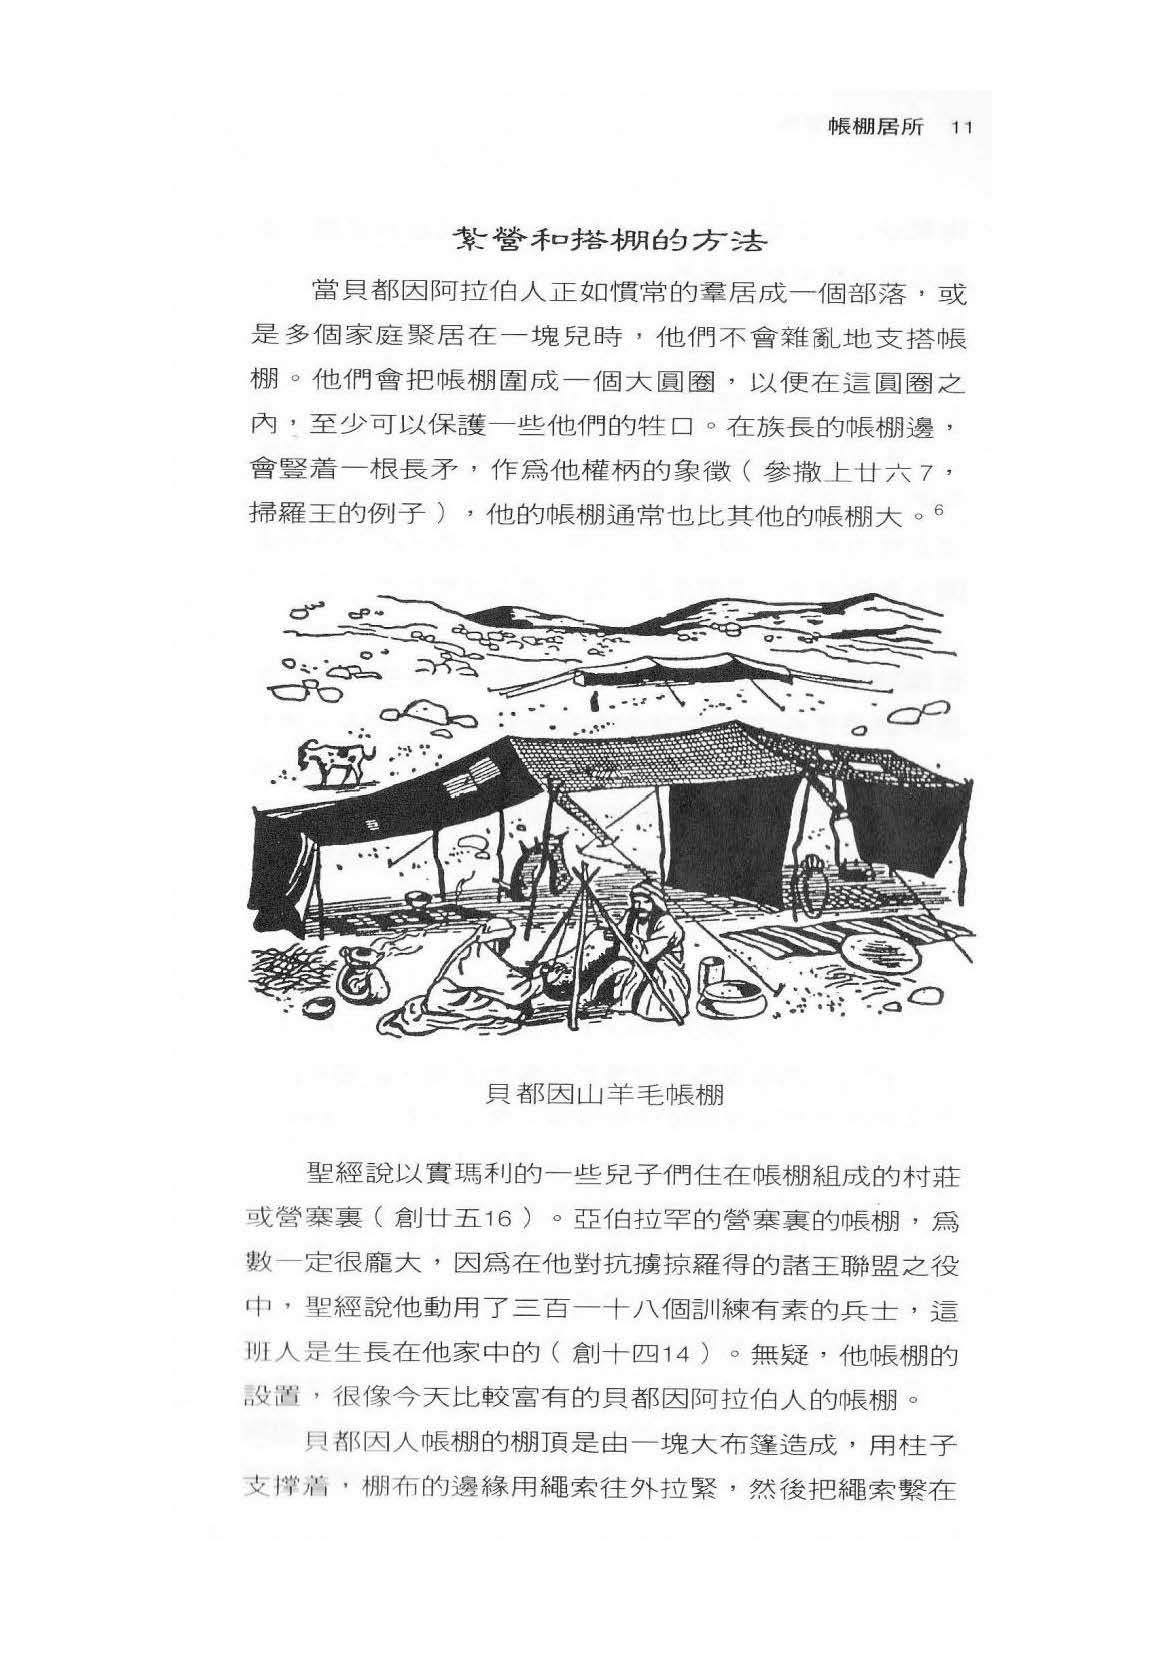 帳棚居所 11
紮營和搭棚的方法
當貝都因阿拉伯人正如慣常的羣居成一個部落，或
是多個家庭聚居在一塊兒時，他們不會雜亂地支搭帳
棚。他們會把帳棚圍成一個大圓圈，以便在這圓圈之
內，至少可以保護一些他們的牲口。在族長的帳棚邊，
會豎着一根長矛，作爲他權柄的象徵（參撒上廿六7，
掃羅王的例子），他的帳棚通常也比其他的帳棚大。6
貝都因山羊毛帳棚
聖經說以實瑪利的一些兒子們住在帳棚組成的村莊
或營寨裏（創廿五16）。亞伯拉罕的營寨裏的帳棚，爲
數一定很龐大，因爲在他對抗擄掠羅得的諸王聯盟之役
中，聖經說他動用了三百一十八個訓練有素的兵士，這
班人是生長在他家中的（創十四14）。無疑，他帳棚的
設置，很像今天比較富有的貝都因阿拉伯人的帳棚。
貝都因人帳棚的棚頂是由一塊大布篷造成，用柱子
支撐着，棚布的邊緣用繩索往外拉緊，然後把繩索繫在